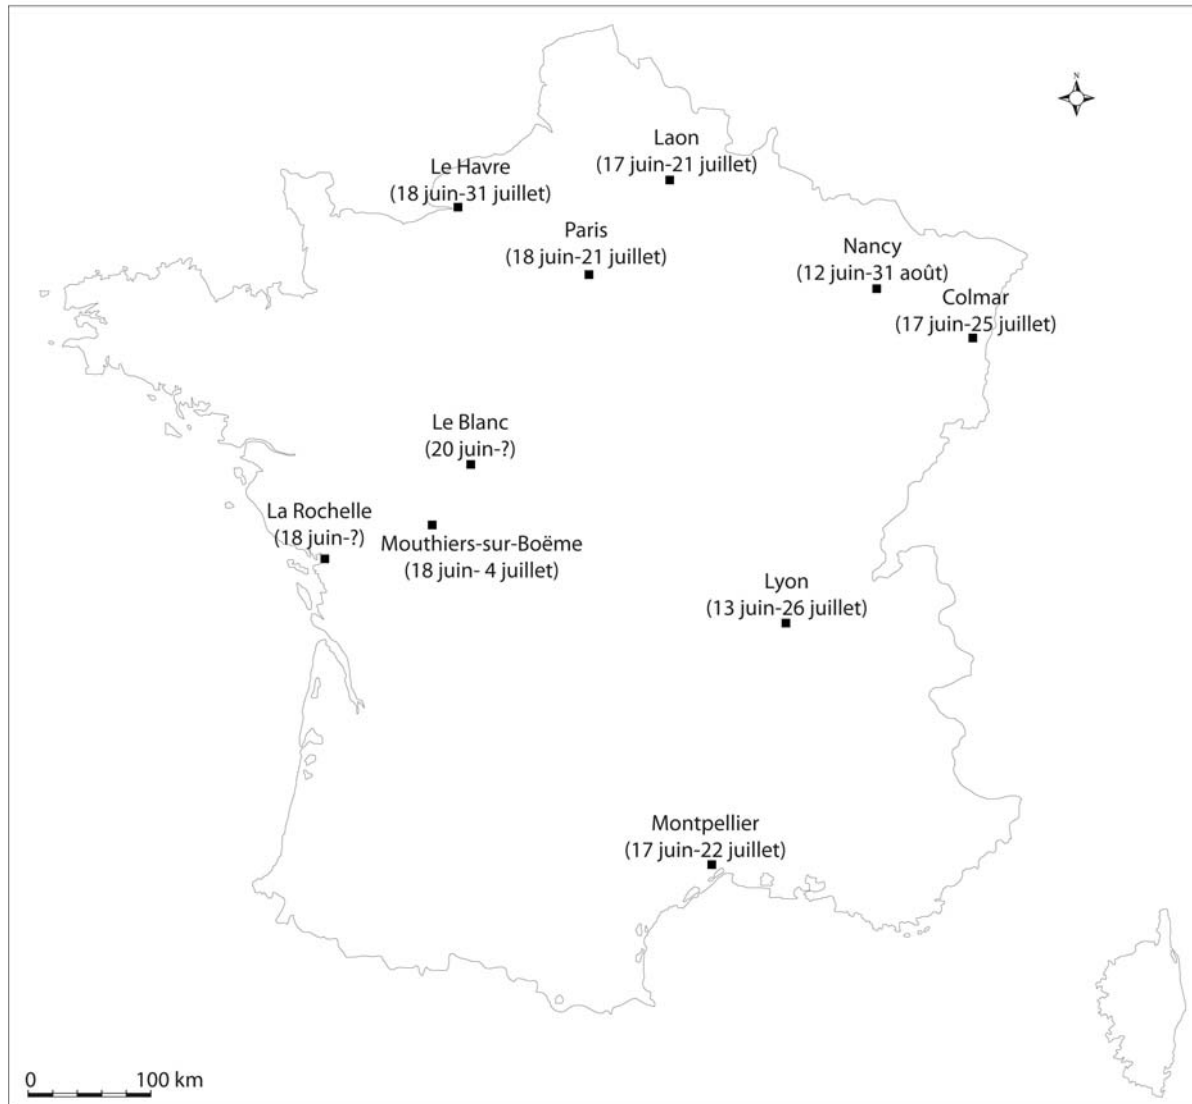 N
Laon
(17 juin-21 juillet)
Le Havre
(18 juin-31 juillet)
Paris
(18 juin-21 juillet)
Nancy
(12 juin-31 août)
Colmar
(17 juin-25 juillet)
Le Blanc
(20 juin-?)
La Rochelle
(18 juin-?)
Mouthiers-sur-Boëme
(18 juin- 4 juillet)
Lyon
(13 juin-26 juillet)
Montpellier
(17 juin-22 juillet)
0 100 km